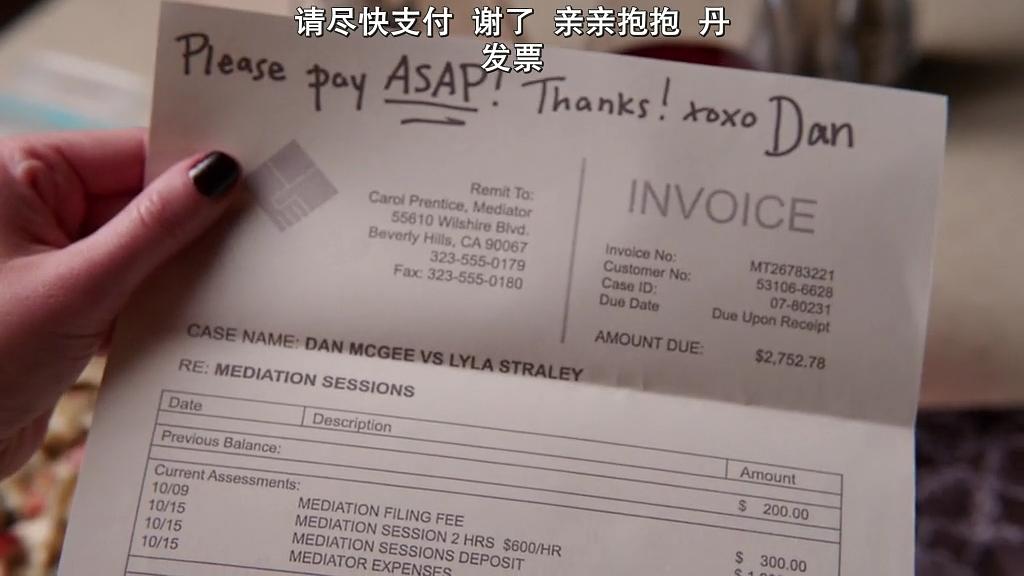 请尽快支付 谢了 亲亲抱抱 丹
发票
Please pay ASAP! Thanks! xoxo Dan
Remit To:
Carol Prentice, Mediator
55610 Wilshire Blvd.
Beverly Hills, CA 90067
323-555-0179
Fax: 323-555-0180
INVOICE
Invoice No: MT26783221
Customer No: 53106-6628
Case ID: 07-80231
Due Date Due Upon Receipt
AMOUNT DUE: $2,752.78
CASE NAME: DAN MCGEE VS LYLA STRALEY
RE: MEDIATION SESSIONS
Date Description Amount
Previous Balance: $ 200.00
Current Assessments:
10/09 MEDIATION FILING FEE $ 300.00
10/15 MEDIATION SESSION 2 HRS $600/HR
10/15 MEDIATION SESSIONS DEPOSIT
10/15 MEDIATOR EXPENSES